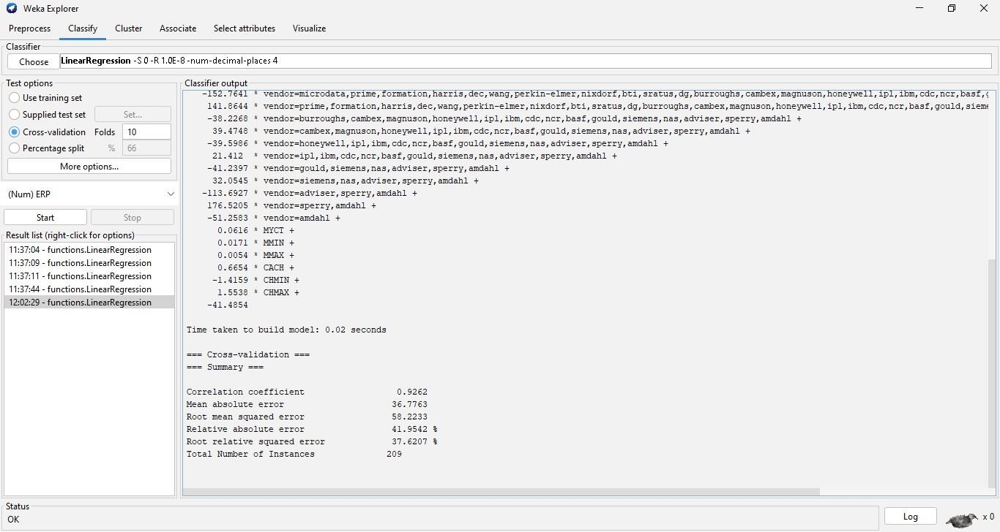 Weka Explorer
Preprocess Classify Cluster Associate Select attributes Visualize
Classifier
Choose LinearRegression -S 0 -R 1.0E-8 -num-decimal-places 4
Test options
Use training set
Supplied test set Set...
Cross-validation Folds 10
Percentage split % 66
More options...
(Num) ERP
Start Stop
Result list (right-click for options)
11:37:04 - functions.LinearRegression
11:37:09 - functions.LinearRegression
11:37:11 - functions.LinearRegression
11:37:44 - functions.LinearRegression
12:02:29 - functions.LinearRegression
Classifier output
-152.7641 * vendor=microdata,prime,formation,harris,dec,wang,perkin-elmer,nixdorf,bti,sratus,dg,burroughs,cambex,magnuson,honeywell,ipl,ibm,cdc,ncr,basf,
141.8644 * vendor=prime,formation,harris,dec,wang,perkin-elmer,nixdorf,bti,sratus,dg,burroughs,cambex,magnuson,honeywell,ipl,ibm,cdc,ncr,basf,gould,sieme
-38.2268 * vendor=burroughs,cambex,magnuson,honeywell,ipl,ibm,cdc,ncr,basf,gould,siemens,nas,adviser,sperry,amdahl +
39.4748 * vendor=cambex,magnuson,honeywell,ipl,ibm,cdc,ncr,basf,gould,siemens,nas,adviser,sperry,amdahl +
-39.5986 * vendor=honeywell,ipl,ibm,cdc,ncr,basf,gould,siemens,nas,adviser,sperry,amdahl +
21.412 * vendor=ipl,ibm,cdc,ncr,basf,gould,siemens,nas,adviser,sperry,amdahl +
-41.2397 * vendor=gould,siemens,nas,adviser,sperry,amdahl +
32.0545 * vendor=siemens,nas,adviser,sperry,amdahl +
-113.6927 * vendor=adviser,sperry,amdahl +
176.5205 * vendor=sperry,amdahl +
-51.2583 * vendor=amdahl +
0.0616 * MYCT +
0.0171 * MMIN +
0.0054 * MMAX +
0.6654 * CACH +
-1.4159 * CHMIN +
1.5538 * CHMAX +
-41.4854
Time taken to build model: 0.02 seconds
=== Cross-validation ===
=== Summary ===
Correlation coefficient 0.9262
Mean absolute error 36.7763
Root mean squared error 58.2233
Relative absolute error 41.9542 %
Root relative squared error 37.6207 %
Total Number of Instances 209
Status
OK
Log x 0